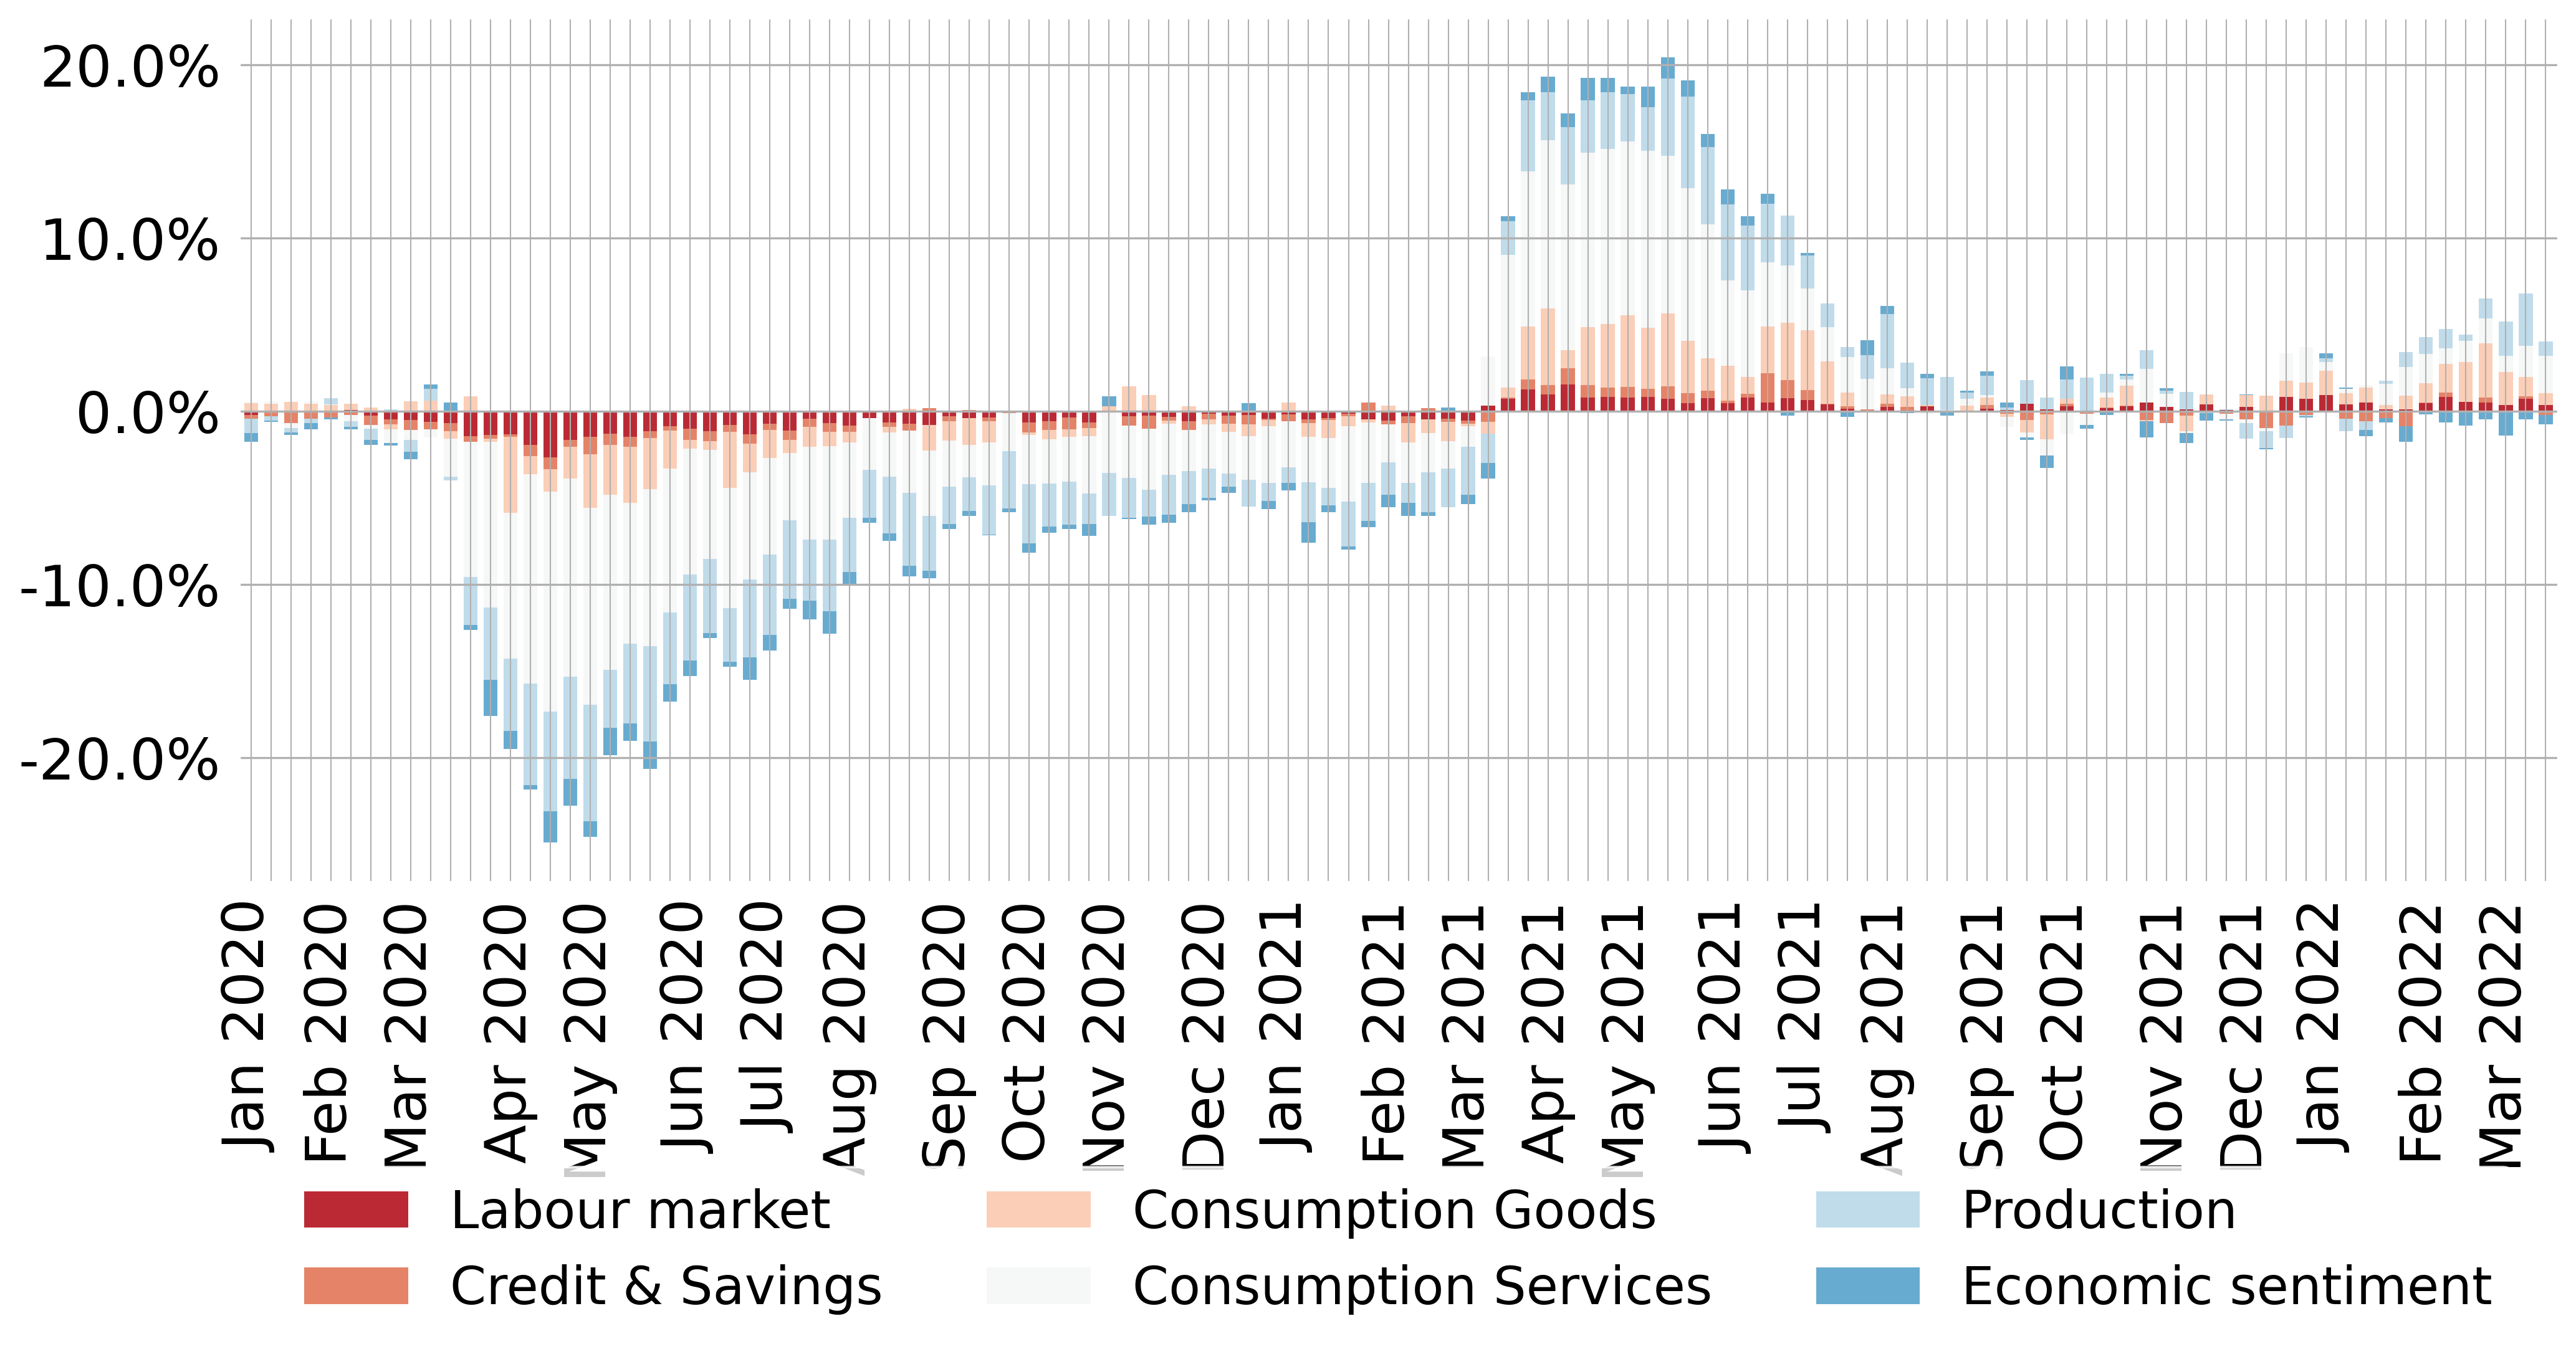 20.0%
10.0%
0.0%
-10.0%
-20.0%
Jan 2020
Feb 2020
Mar 2020
Apr 2020
May 2020
Jun 2020
Jul 2020
Aug 2020
Sep 2020
Oct 2020
Nov 2020
Dec 2020
Jan 2021
Feb 2021
Mar 2021
Apr 2021
May 2021
Jun 2021
Jul 2021
Aug 2021
Sep 2021
Oct 2021
Nov 2021
Dec 2021
Jan 2022
Feb 2022
Mar 2022
Labour market
Consumption Goods
Production
Credit & Savings
Consumption Services
Economic sentiment